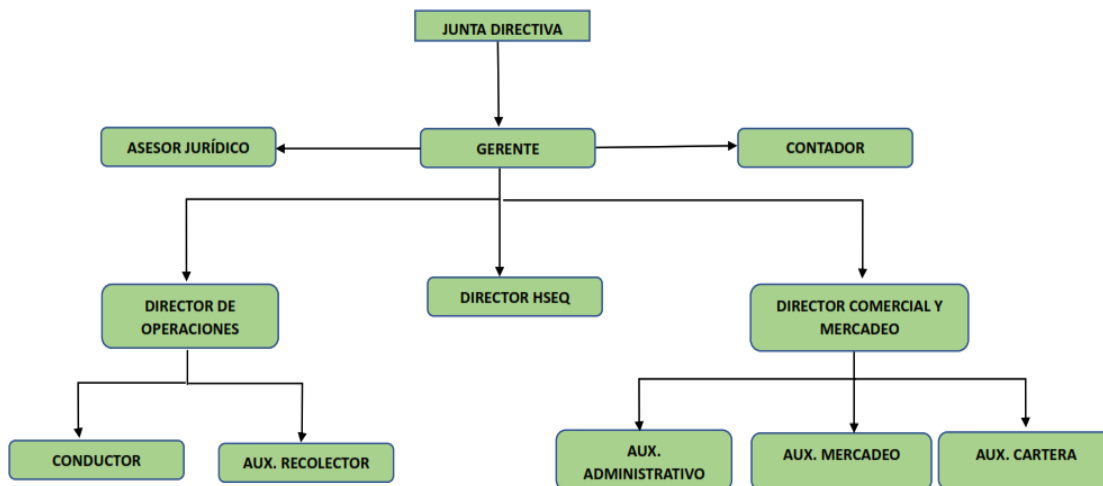 JUNTA DIRECTIVA
ASESOR JURÍDICO
GERENTE
CONTADOR
DIRECTOR DE
OPERACIONES
DIRECTOR HSEQ
DIRECTOR COMERCIAL Y
MERCADEO
CONDUCTOR
AUX. RECOLECTOR
AUX.
ADMINISTRATIVO
AUX. MERCADEO
AUX. CARTERA